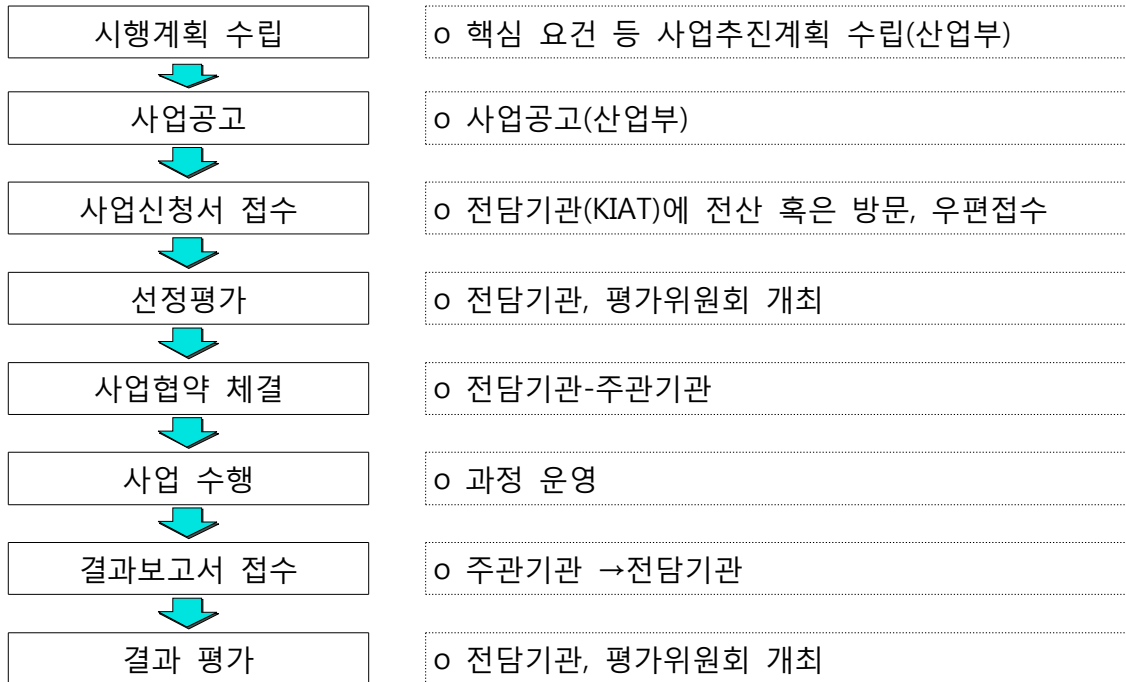 시행계획 수립
o 핵심 요건 등 사업추진계획 수립(산업부)
사업공고
o 사업공고(산업부)
사업신청서 접수
o 전담기관(KIAT)에 전산 혹은 방문, 우편접수
선정평가
o 전담기관, 평가위원회 개최
사업협약 체결
o 전담기관-주관기관
사업 수행
o 과정 운영
결과보고서 접수
o 주관기관 →전담기관
결과 평가
o 전담기관, 평가위원회 개최